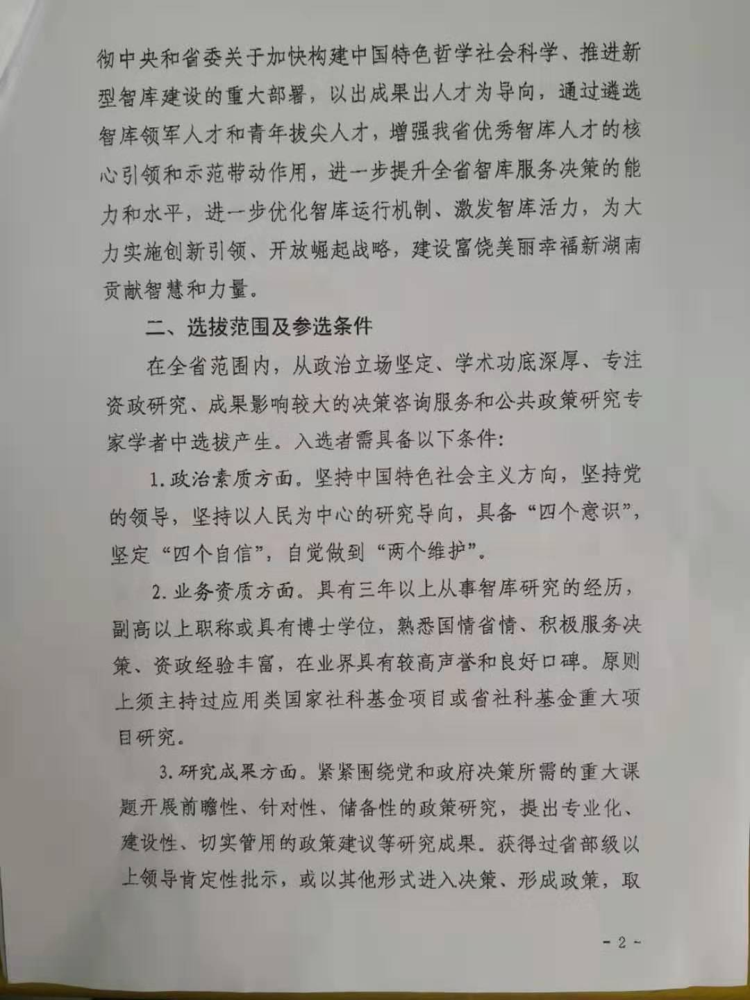 彻中央和省委关于加快构建中国特色哲学社会科学、推进新
型智库建设的重大部署，以出成果出人才为导向，通过遴选
智库领军人才和青年拔尖人才，增强我省优秀智库人才的核
心引领和示范带动作用，进一步提升全省智库服务决策的能
力和水平，进一步优化智库运行机制、激发智库活力，为大
力实施创新引领、开放崛起战略，建设富饶美丽幸福新湖南
贡献智慧和力量。
二、选拔范围及参选条件
在全省范围内，从政治立场坚定、学术功底深厚、专注
资政研究、成果影响较大的决策咨询服务和公共政策研究专
家学者中选拔产生。入选者需具备以下条件：
1.政治素质方面。坚持中国特色社会主义方向，坚持党
的领导，坚持以人民为中心的研究导向，具备“四个意识”，
坚定“四个自信”，自觉做到“两个维护”。
2.业务资质方面。具有三年以上从事智库研究的经历，
副高以上职称或具有博士学位，熟悉国情省情、积极服务决
策、资政经验丰富，在业界具有较高声誉和良好口碑。原则
上须主持过应用类国家社科基金项目或省社科基金重大项
目研究。
3.研究成果方面。紧紧围绕党和政府决策所需的重大课
题开展前瞻性、针对性、储备性的政策研究，提出专业化、
建设性、切实管用的政策建议等研究成果。获得过省部级以
上领导肯定性批示，或以其他形式进入决策、形成政策，取
- 2 -